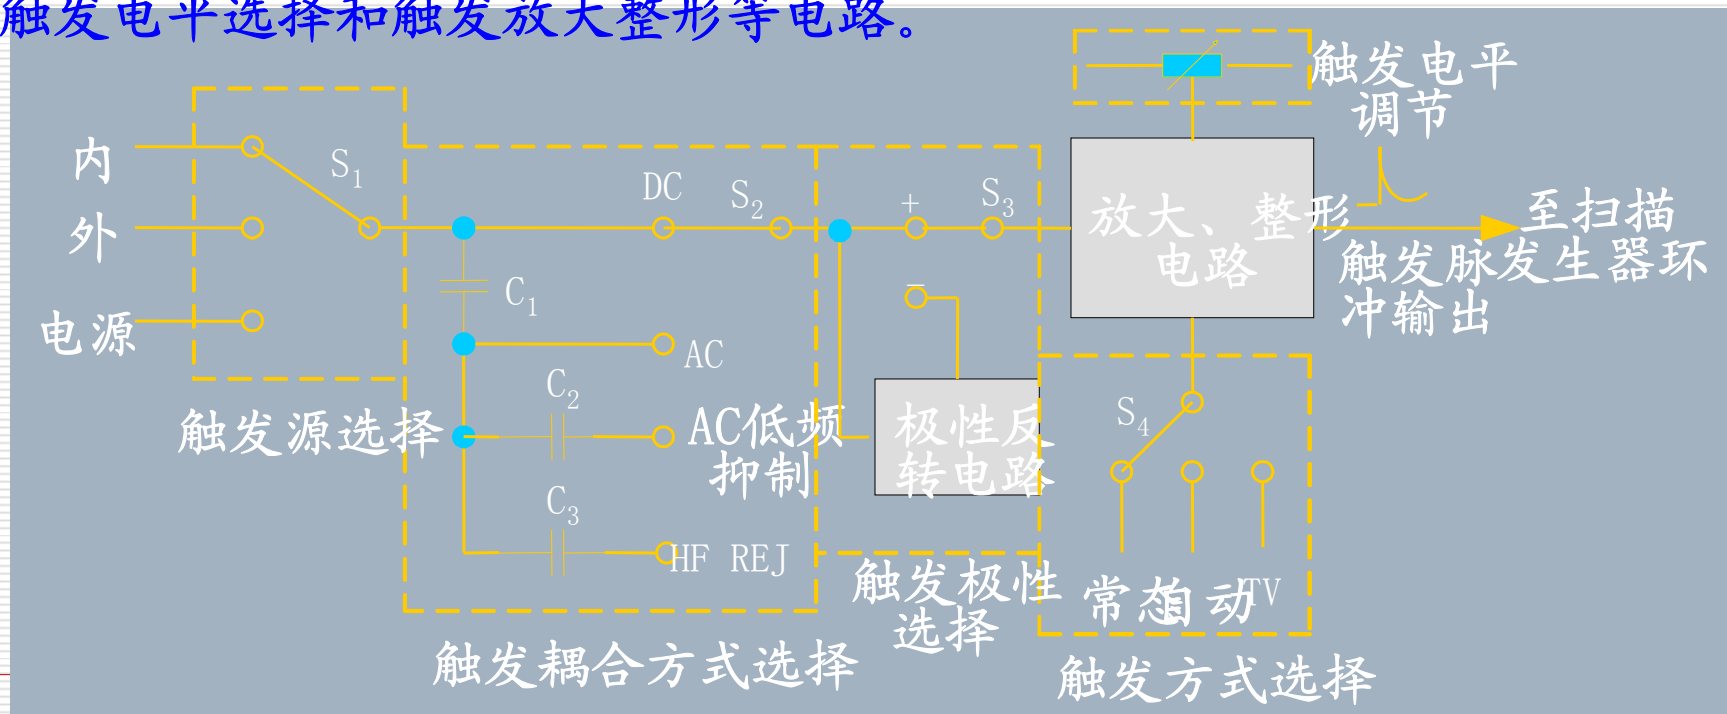 触发电平选择和触发放大整形等电路。
触发电平
调节
内
S1
外
DC
S2
+
S3
放大、整形
电路
至扫描
触发脉发生器环
冲输出
电源
C1
−
AC
C2
触发源选择
AC低频
抑制
极性反
转电路
S4
C3
HF REJ
触发极性
选择
常态
自动
TV
触发耦合方式选择
触发方式选择